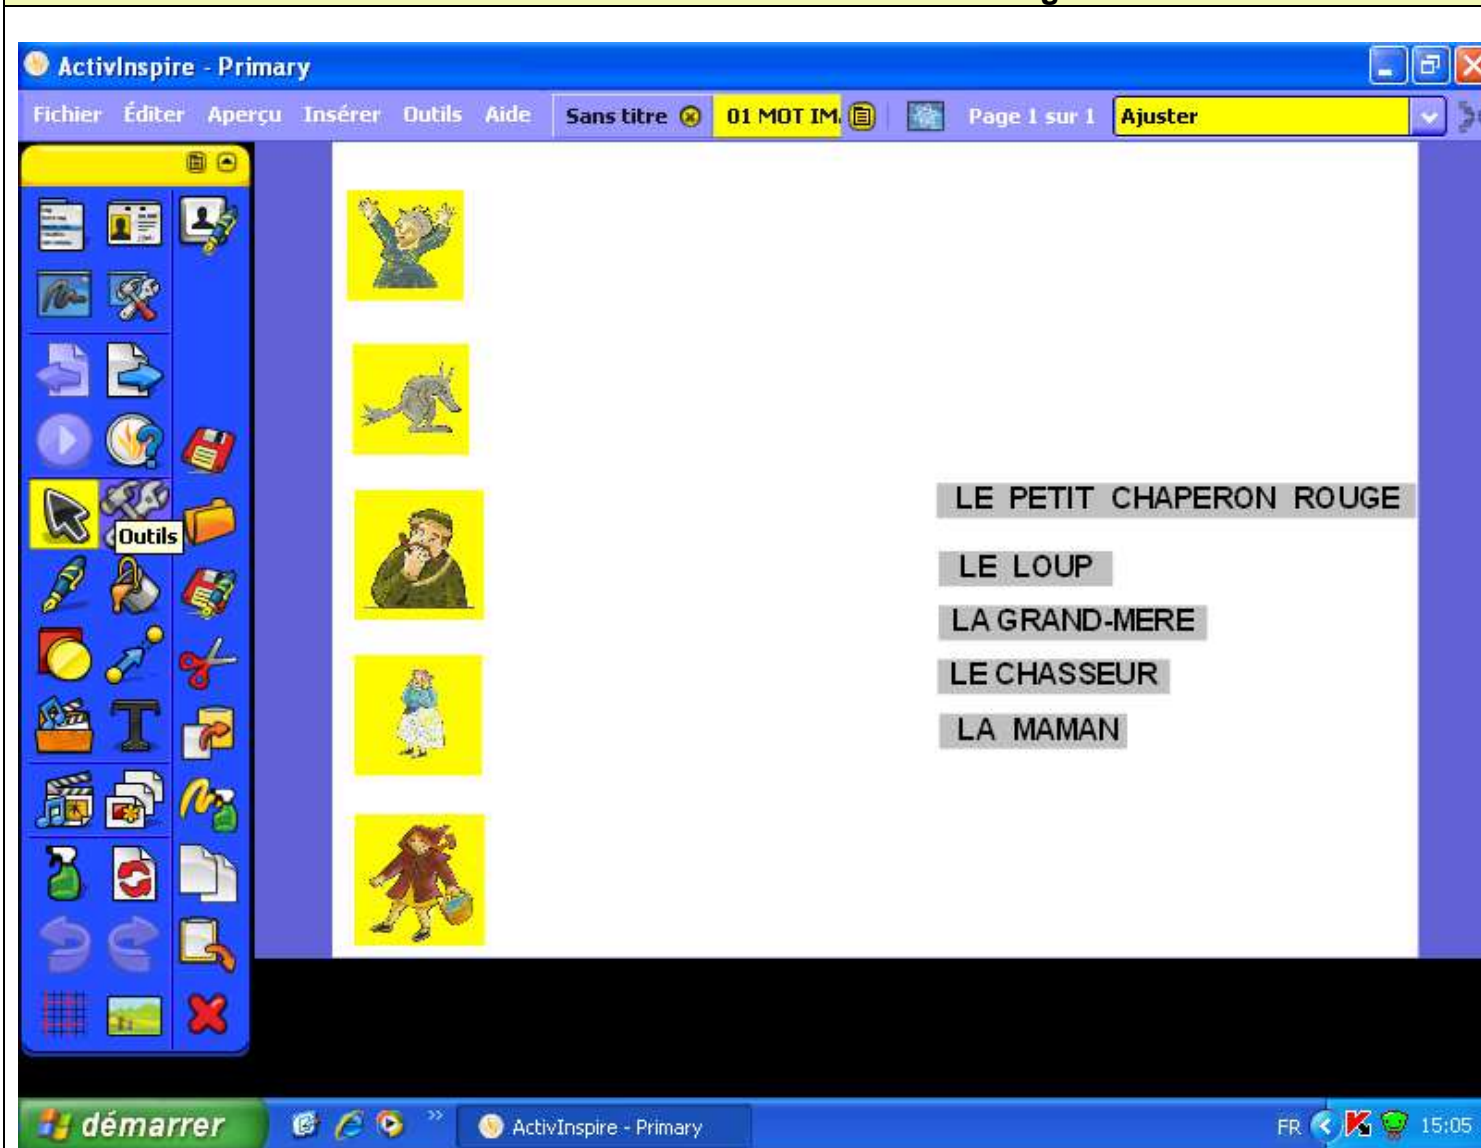 ActivInspire - Primary
Fichier Éditer Aperçu Insérer Outils Aide Sans titre 01 MOT IM Page 1 sur 1 Ajuster
Outils
LE PETIT CHAPERON ROUGE
LE LOUP
LA GRAND-MERE
LE CHASSEUR
LA MAMAN
démarrer ActivInspire - Primary FR 15:05